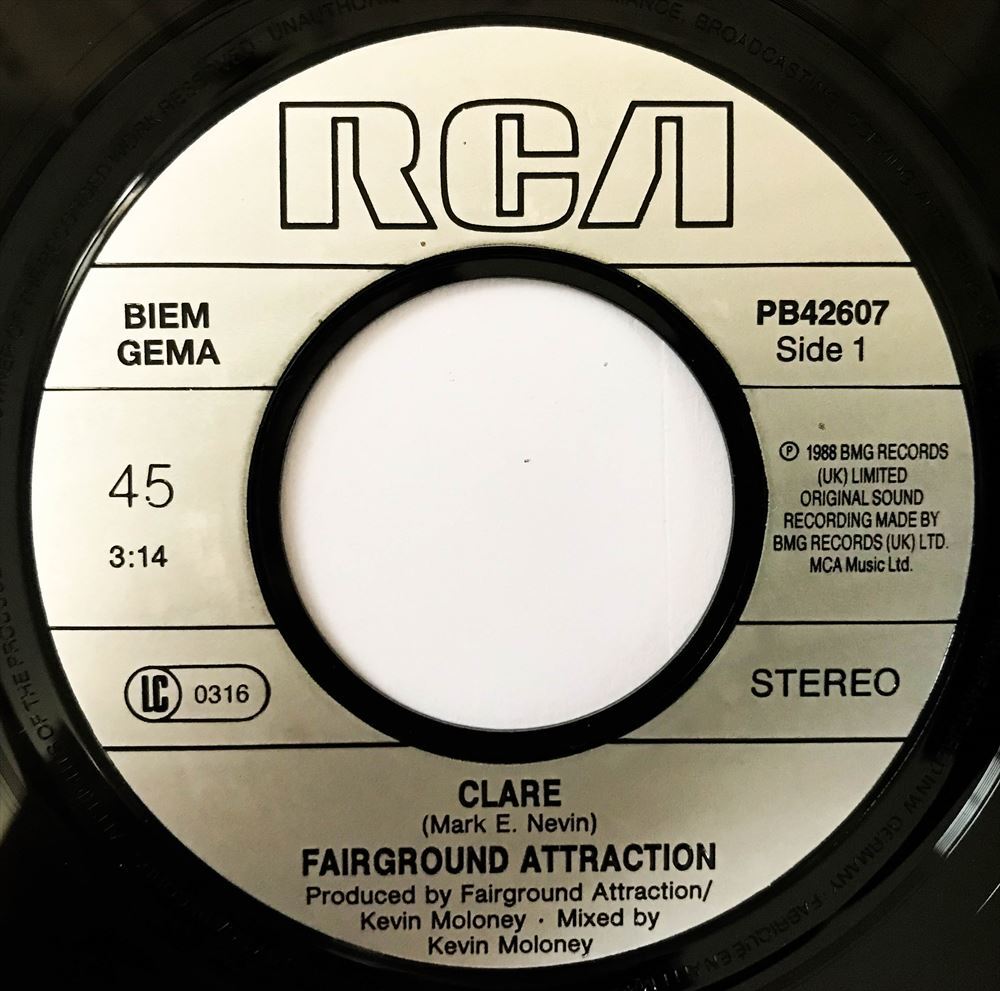 RCA
BIEM
GEMA
PB42607
Side 1
45
3:14
Ⓟ 1988 BMG RECORDS
(UK) LIMITED
ORIGINAL SOUND
RECORDING MADE BY
BMG RECORDS (UK) LTD.
MCA Music Ltd.
LC 0316
STEREO
CLARE
(Mark E. Nevin)
FAIRGROUND ATTRACTION
Produced by Fairground Attraction/
Kevin Moloney · Mixed by
Kevin Moloney